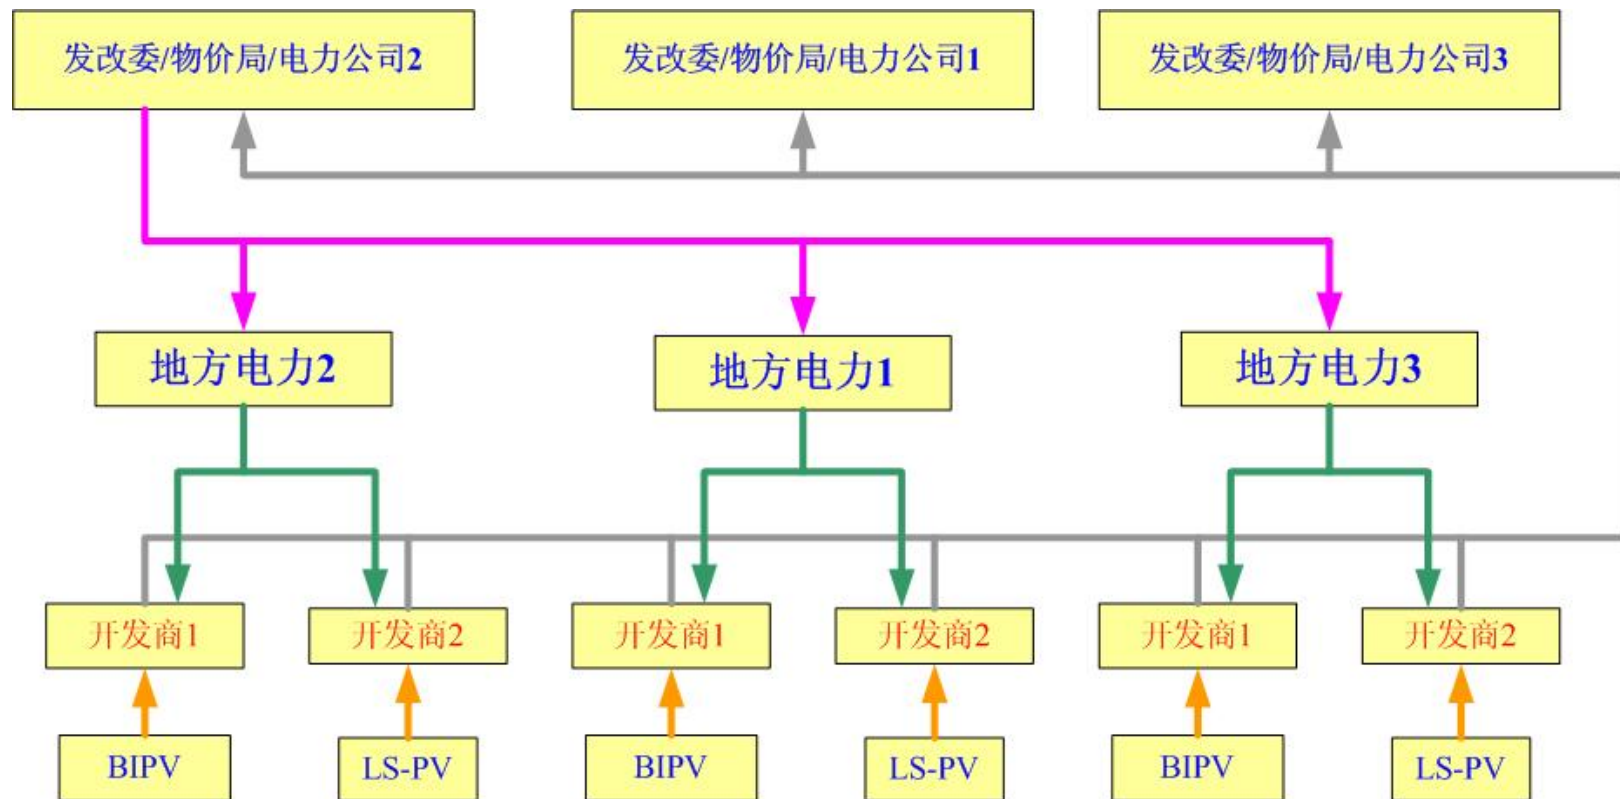 发改委/物价局/电力公司2
发改委/物价局/电力公司1
发改委/物价局/电力公司3
地方电力2
地方电力1
地方电力3
开发商1
开发商2
开发商1
开发商2
开发商1
开发商2
BIPV
LS-PV
BIPV
LS-PV
BIPV
LS-PV